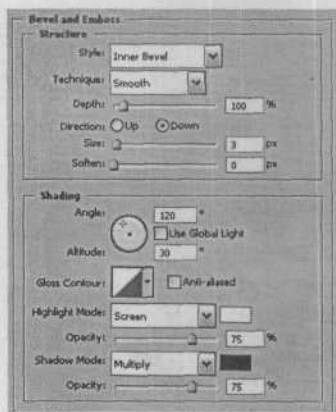 Bevel and Emboss
Structure
Style: Inner Bevel
Technique: Smooth
Depth: 100 %
Direction: Up Down
Size: 3 px
Soften: 0 px
Shading
Angle: 120 °
Use Global Light
Altitude: 30 °
Gloss Contour: Anti-aliased
Highlight Mode: Screen
Opacity: 75 %
Shadow Mode: Multiply
Opacity: 75 %